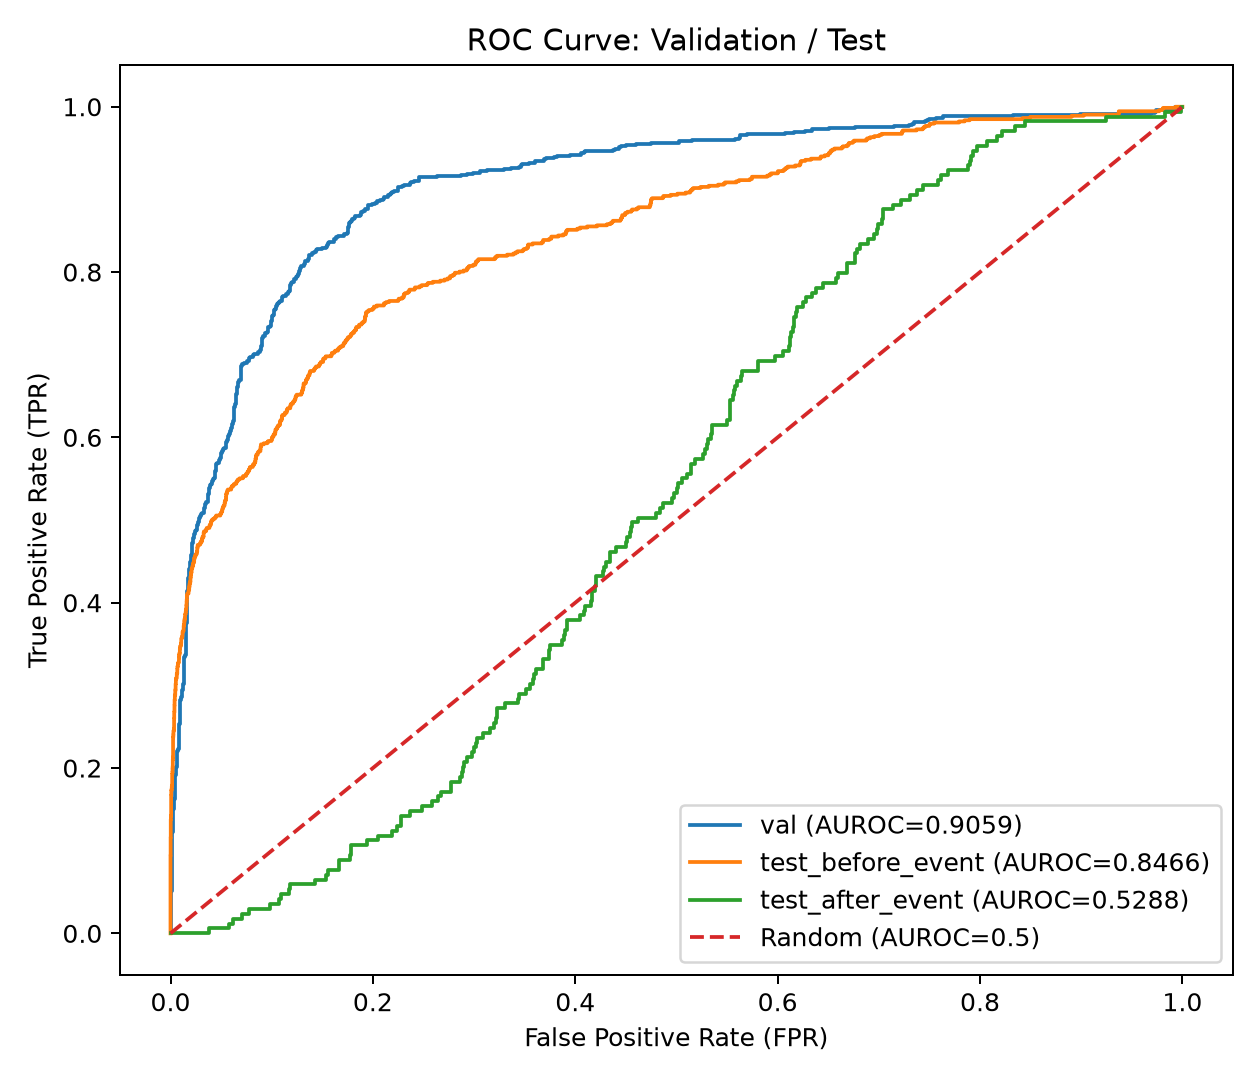 ROC Curve: Validation / Test
1.0
0.8
0.6
0.4
0.2
0.0
True Positive Rate (TPR)
val (AUROC=0.9059)
test_before_event (AUROC=0.8466)
test_after_event (AUROC=0.5288)
Random (AUROC=0.5)
0.0 0.2 0.4 0.6 0.8 1.0
False Positive Rate (FPR)